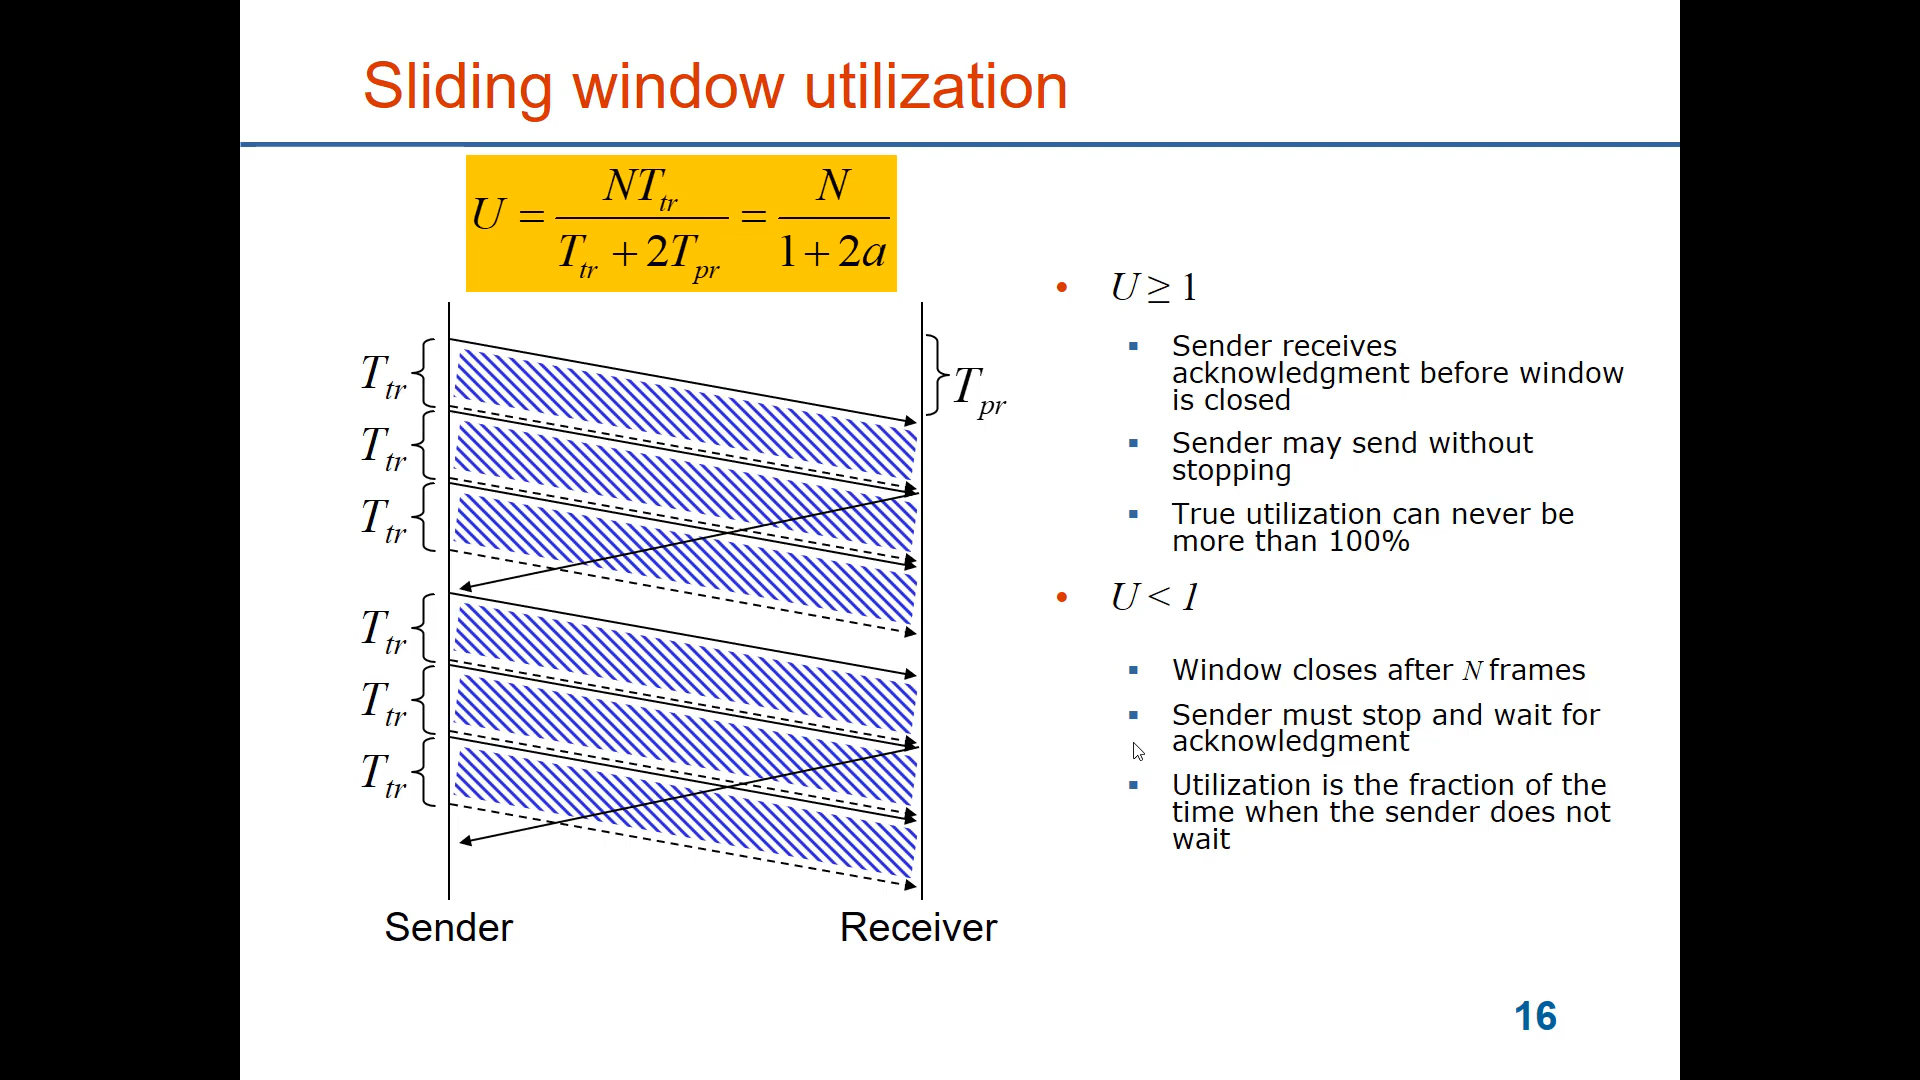 Sliding window utilization
U = NT_tr / (T_tr + 2T_pr) = N / (1 + 2a)
T_tr
T_tr
T_tr
T_tr
T_tr
T_tr
T_pr
Sender
Receiver
• U ≥ 1
▪ Sender receives
acknowledgment before window
is closed
▪ Sender may send without
stopping
▪ True utilization can never be
more than 100%
• U < 1
▪ Window closes after N frames
▪ Sender must stop and wait for
acknowledgment
▪ Utilization is the fraction of the
time when the sender does not
wait
16